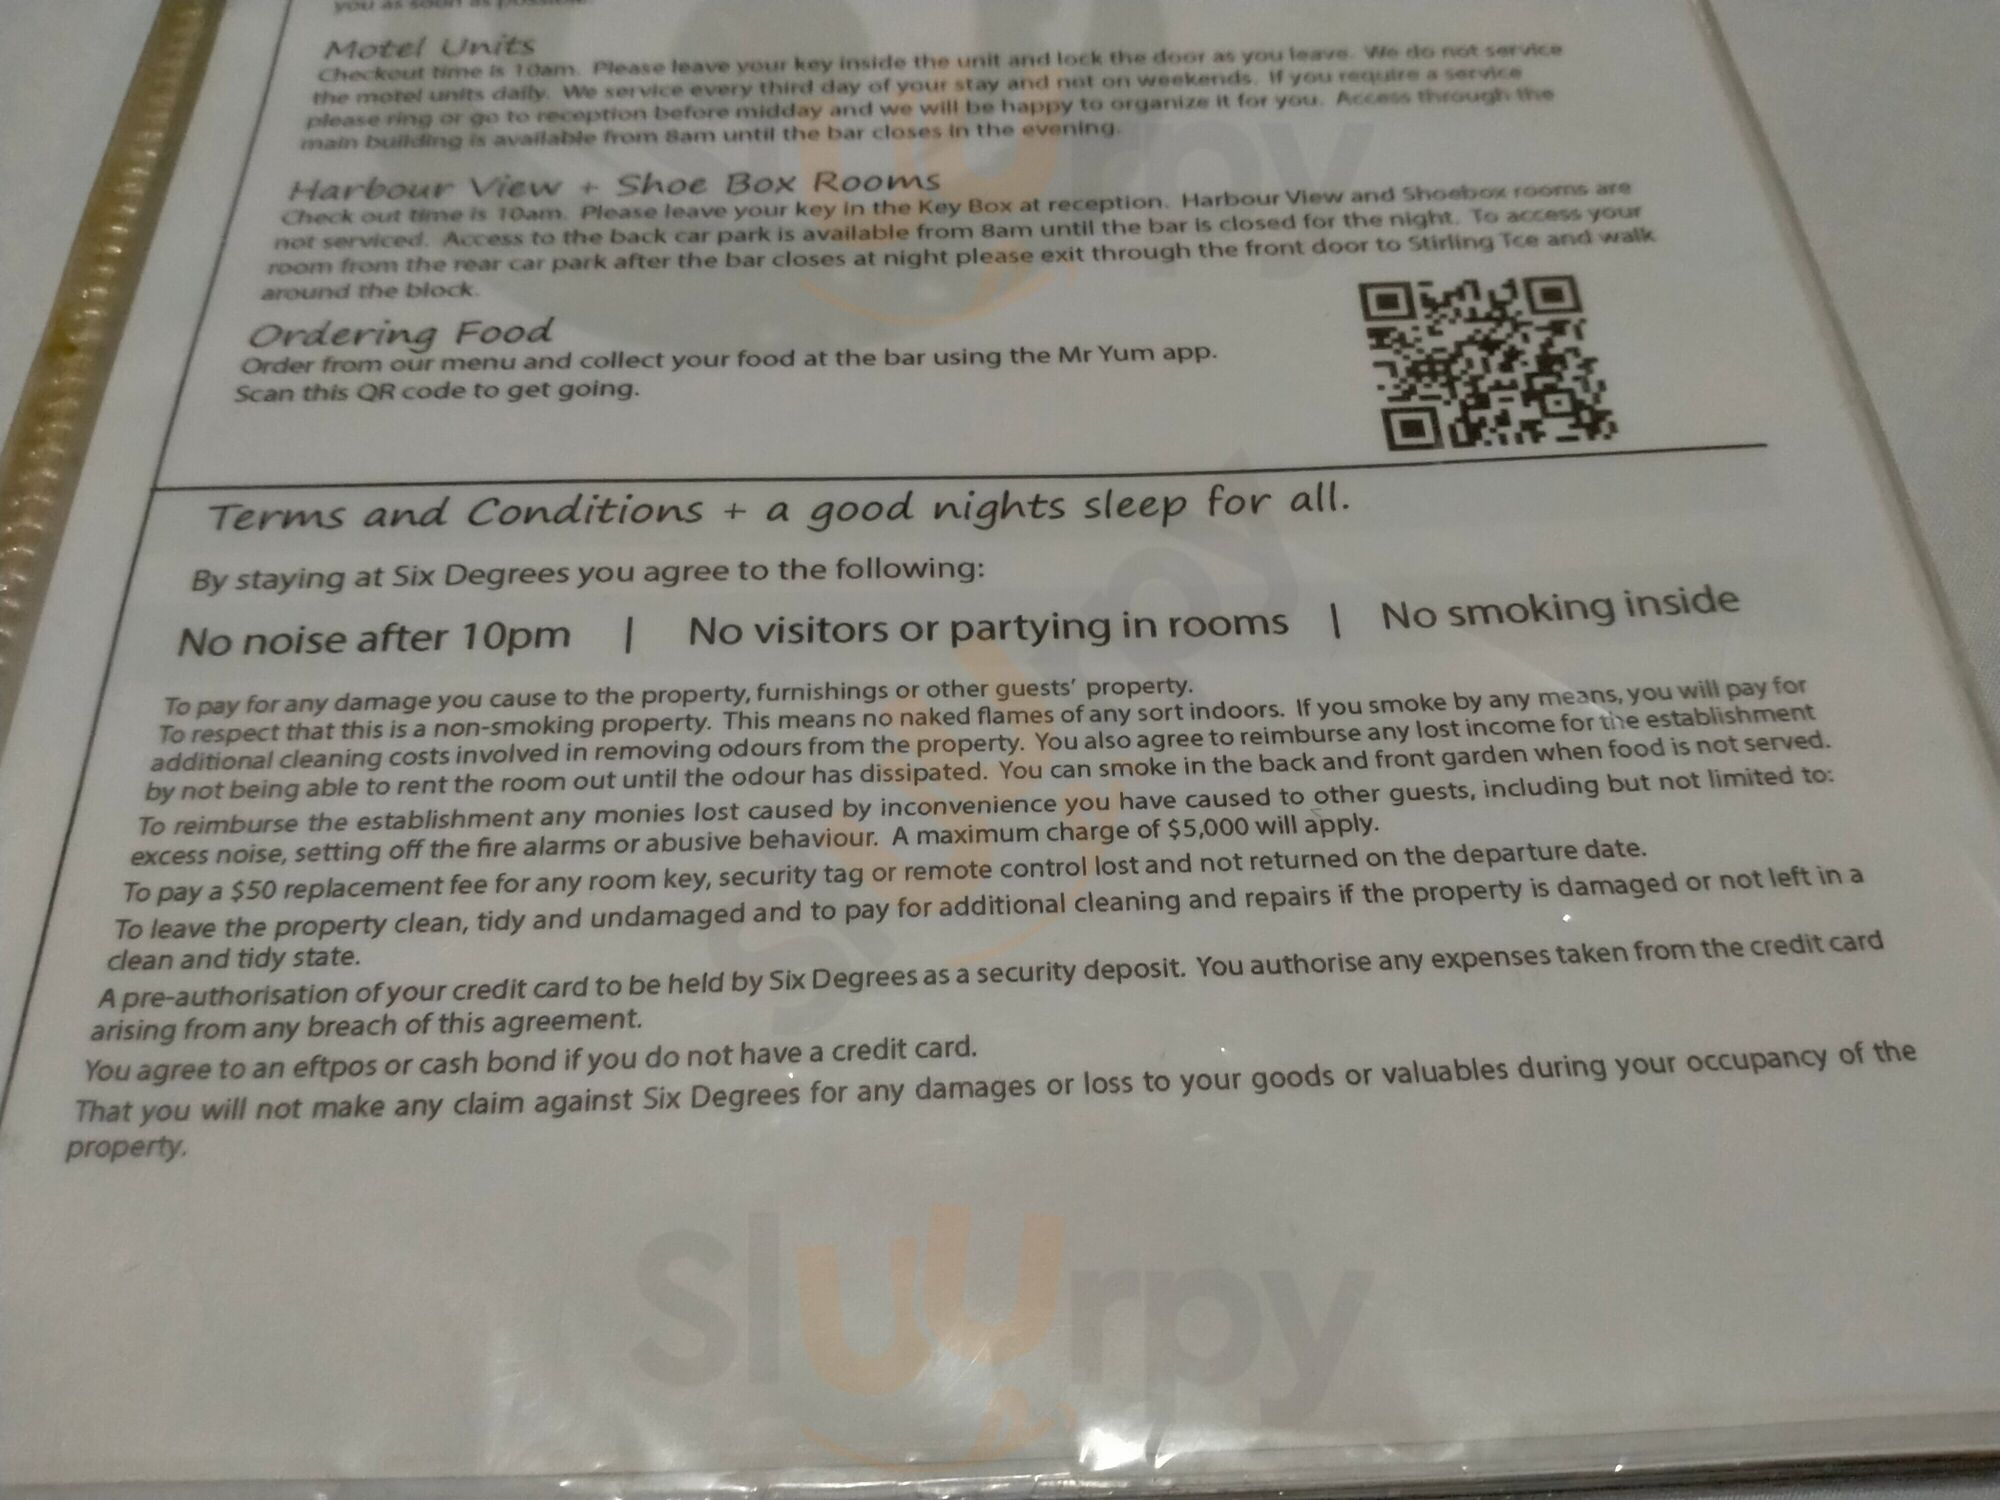 you as soon as possible.
Motel Units
Checkout time is 10am. Please leave your key inside the unit and lock the door as you leave. We do not service
the motel units daily. We service every third day of your stay and not on weekends. If you require a service
please ring or go to reception before midday and we will be happy to organize it for you. Access through the
main building is available from 8am until the bar closes in the evening.
Harbour View + Shoe Box Rooms
Check out time is 10am. Please leave your key in the Key Box at reception. Harbour View and Shoebox rooms are
not serviced. Access to the back car park is available from 8am until the bar is closed for the night. To access your
room from the rear car park after the bar closes at night please exit through the front door to Stirling Tce and walk
around the block.
Ordering Food
Order from our menu and collect your food at the bar using the Mr Yum app.
Scan this QR code to get going.
Terms and Conditions + a good nights sleep for all.
By staying at Six Degrees you agree to the following:
No noise after 10pm | No visitors or partying in rooms | No smoking inside
To pay for any damage you cause to the property, furnishings or other guests' property.
To respect that this is a non-smoking property. This means no naked flames of any sort indoors. If you smoke by any means, you will pay for
additional cleaning costs involved in removing odours from the property. You also agree to reimburse any lost income for the establishment
by not being able to rent the room out until the odour has dissipated. You can smoke in the back and front garden when food is not served.
To reimburse the establishment any monies lost caused by inconvenience you have caused to other guests, including but not limited to:
excess noise, setting off the fire alarms or abusive behaviour. A maximum charge of $5,000 will apply.
To pay a $50 replacement fee for any room key, security tag or remote control lost and not returned on the departure date.
To leave the property clean, tidy and undamaged and to pay for additional cleaning and repairs if the property is damaged or not left in a
clean and tidy state.
A pre-authorisation of your credit card to be held by Six Degrees as a security deposit. You authorise any expenses taken from the credit card
arising from any breach of this agreement.
You agree to an eftpos or cash bond if you do not have a credit card.
That you will not make any claim against Six Degrees for any damages or loss to your goods or valuables during your occupancy of the
property.
Sluurpy
Sluurpy
Sluurpy